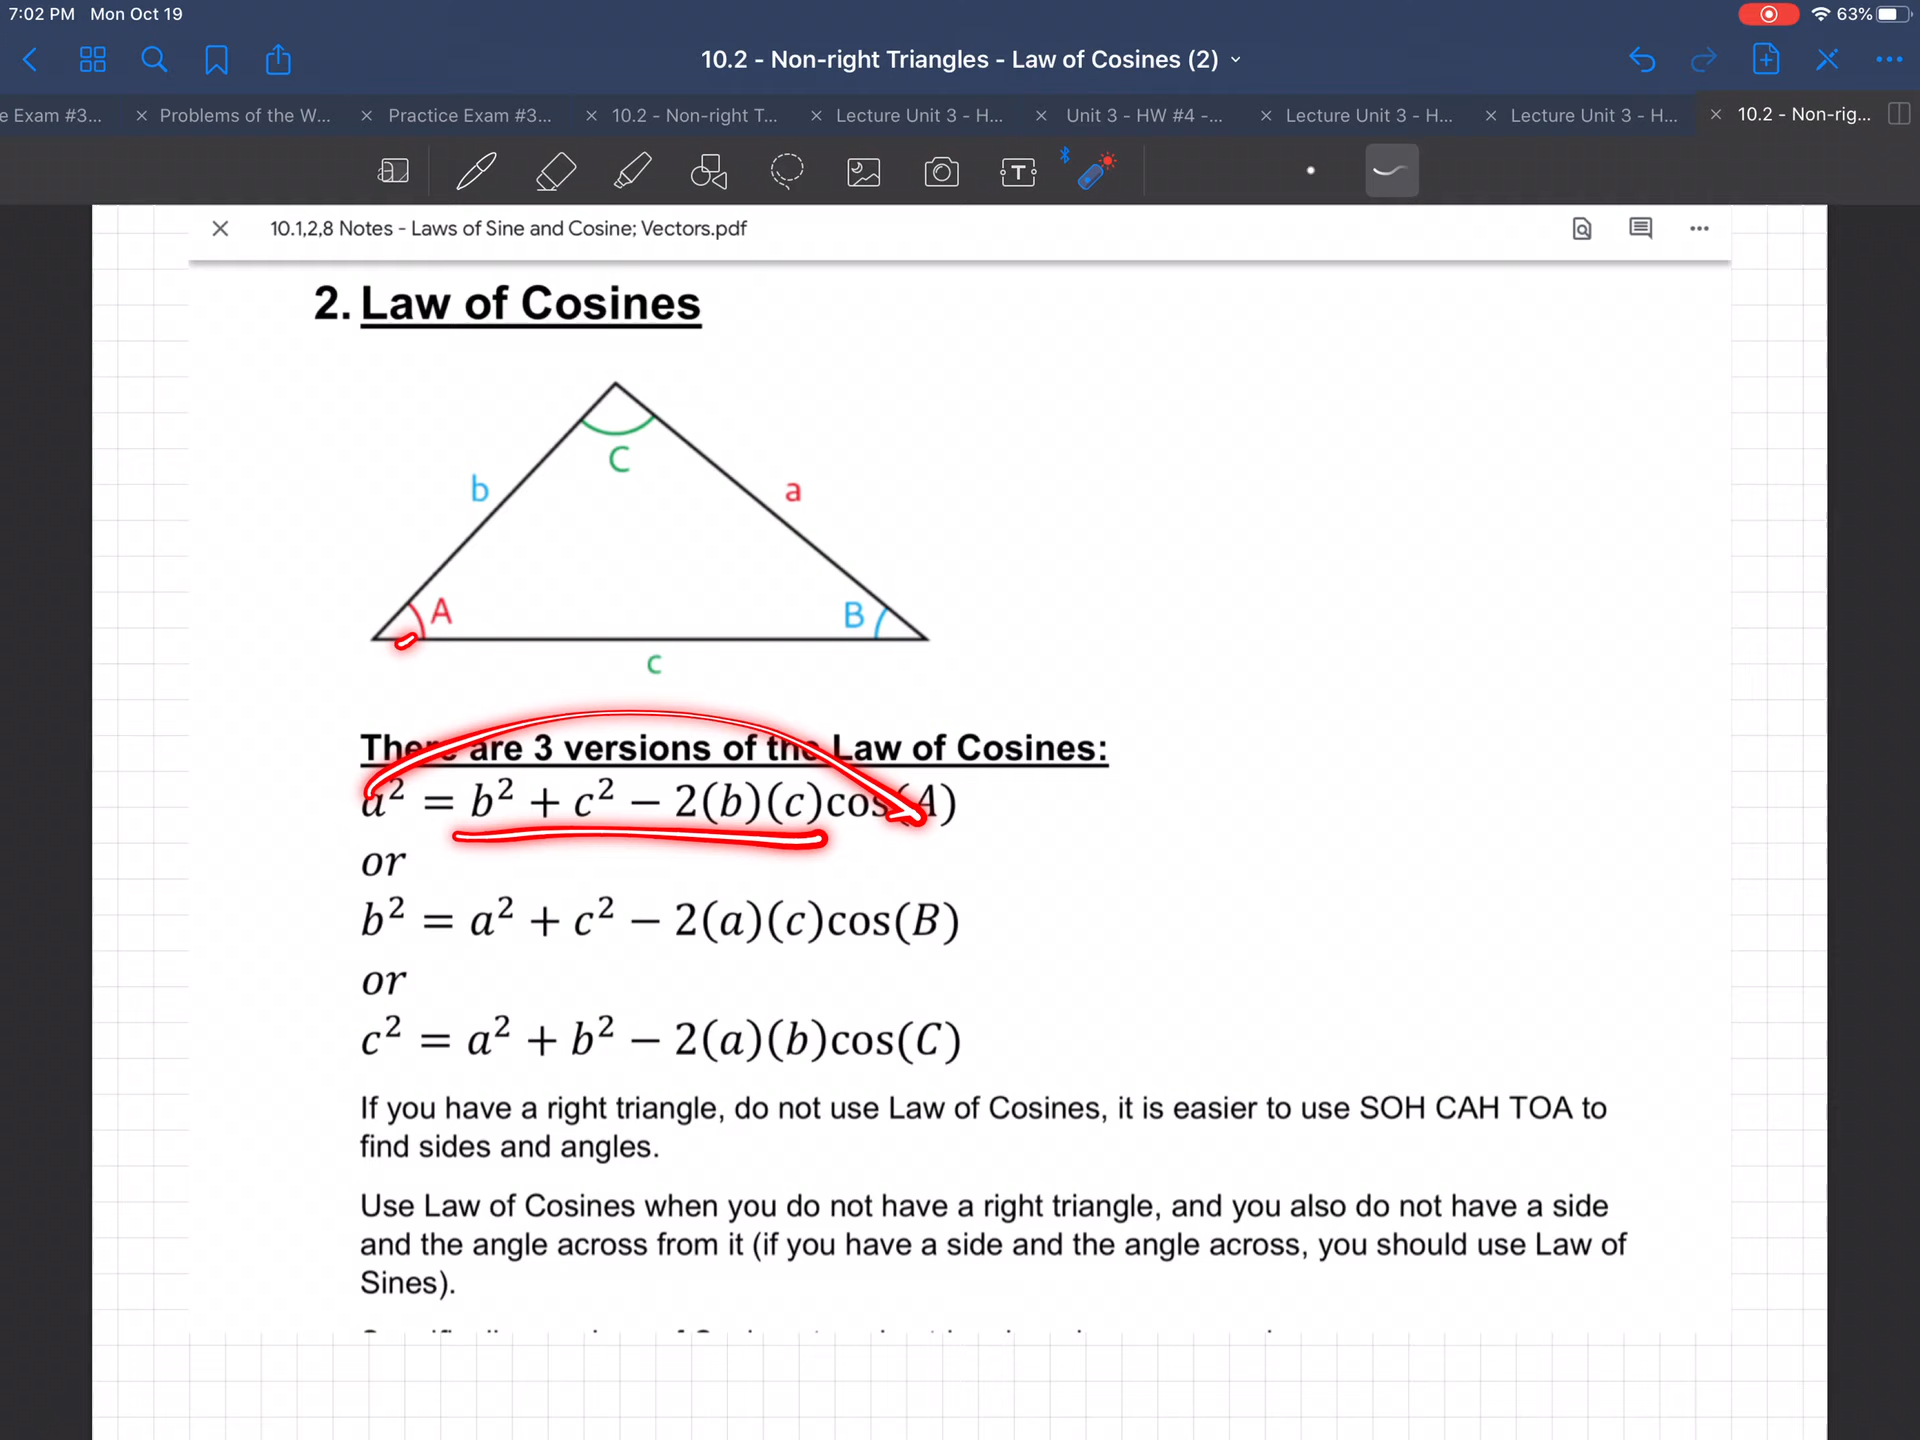 7:02 PM Mon Oct 19
63%
10.2 - Non-right Triangles - Law of Cosines (2)
e Exam #3... Problems of the W... Practice Exam #3... 10.2 - Non-right T... Lecture Unit 3 - H... Unit 3 - HW #4 -... Lecture Unit 3 - H... Lecture Unit 3 - H... 10.2 - Non-rig...
T
10.1,2,8 Notes - Laws of Sine and Cosine; Vectors.pdf
2. Law of Cosines
C
b a
A B
c
There are 3 versions of the Law of Cosines:
a² = b² + c² − 2(b)(c)cos(A)
or
b² = a² + c² − 2(a)(c)cos(B)
or
c² = a² + b² − 2(a)(b)cos(C)
If you have a right triangle, do not use Law of Cosines, it is easier to use SOH CAH TOA to
find sides and angles.
Use Law of Cosines when you do not have a right triangle, and you also do not have a side
and the angle across from it (if you have a side and the angle across, you should use Law of
Sines).